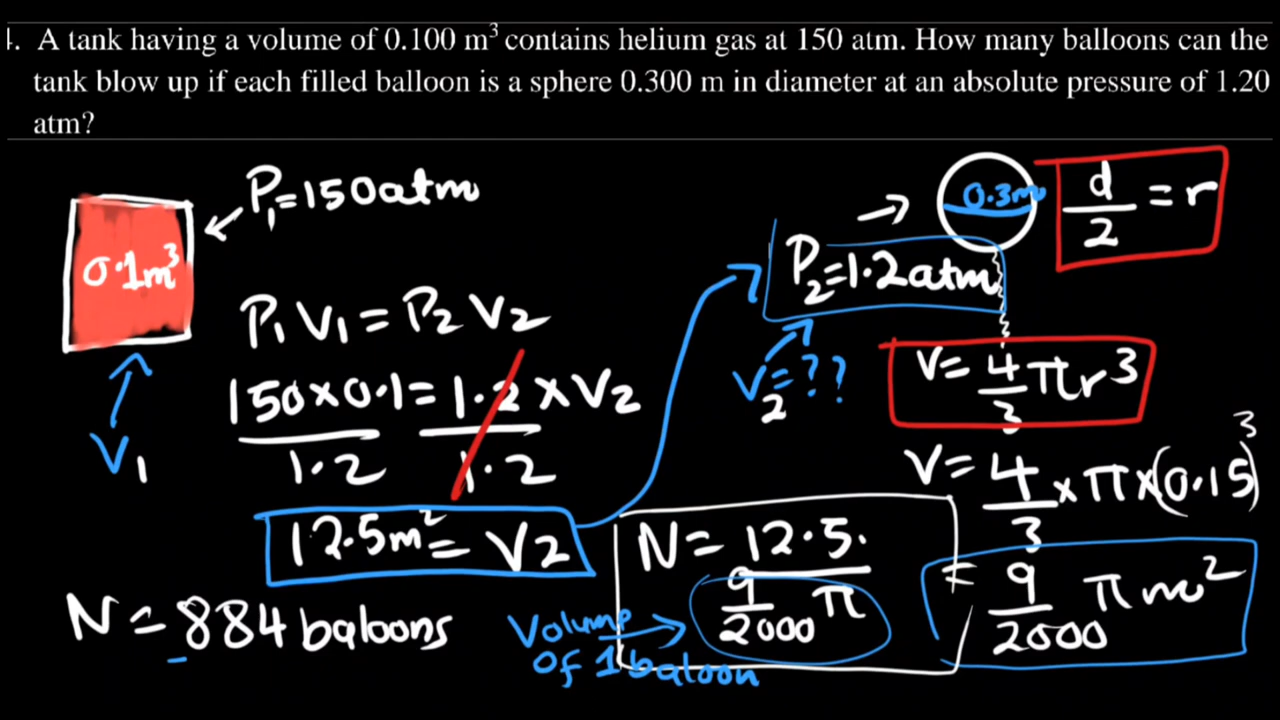 4. A tank having a volume of 0.100 m³ contains helium gas at 150 atm. How many balloons can the
tank blow up if each filled balloon is a sphere 0.300 m in diameter at an absolute pressure of 1.20
atm?
P₁=150atm
0.1m³
V₁
P₁V₁=P₂V₂
150×0.1=1.2×V₂
1.2 1.2
12.5m²=V₂
N=884 baloons
0.3m
d/2=r
P₂=1.2atm
V₂=??
V=4/3πr³
V=4/3×π×(0.15)³
=9/2000 πm²
N=12.5.
9/2000 π
Volume
of 1 baloon